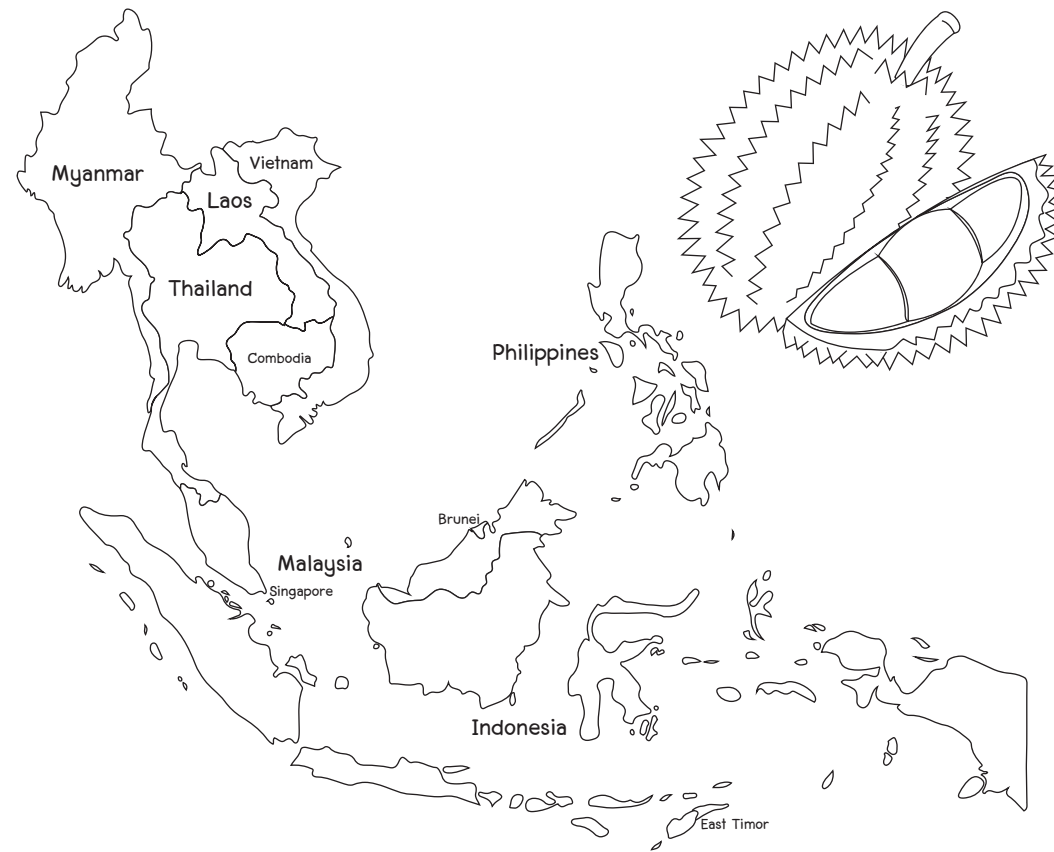 Myanmar
Vietnam
Laos
Thailand
Combodia
Philippines
Brunei
Malaysia
Singapore
Indonesia
East Timor